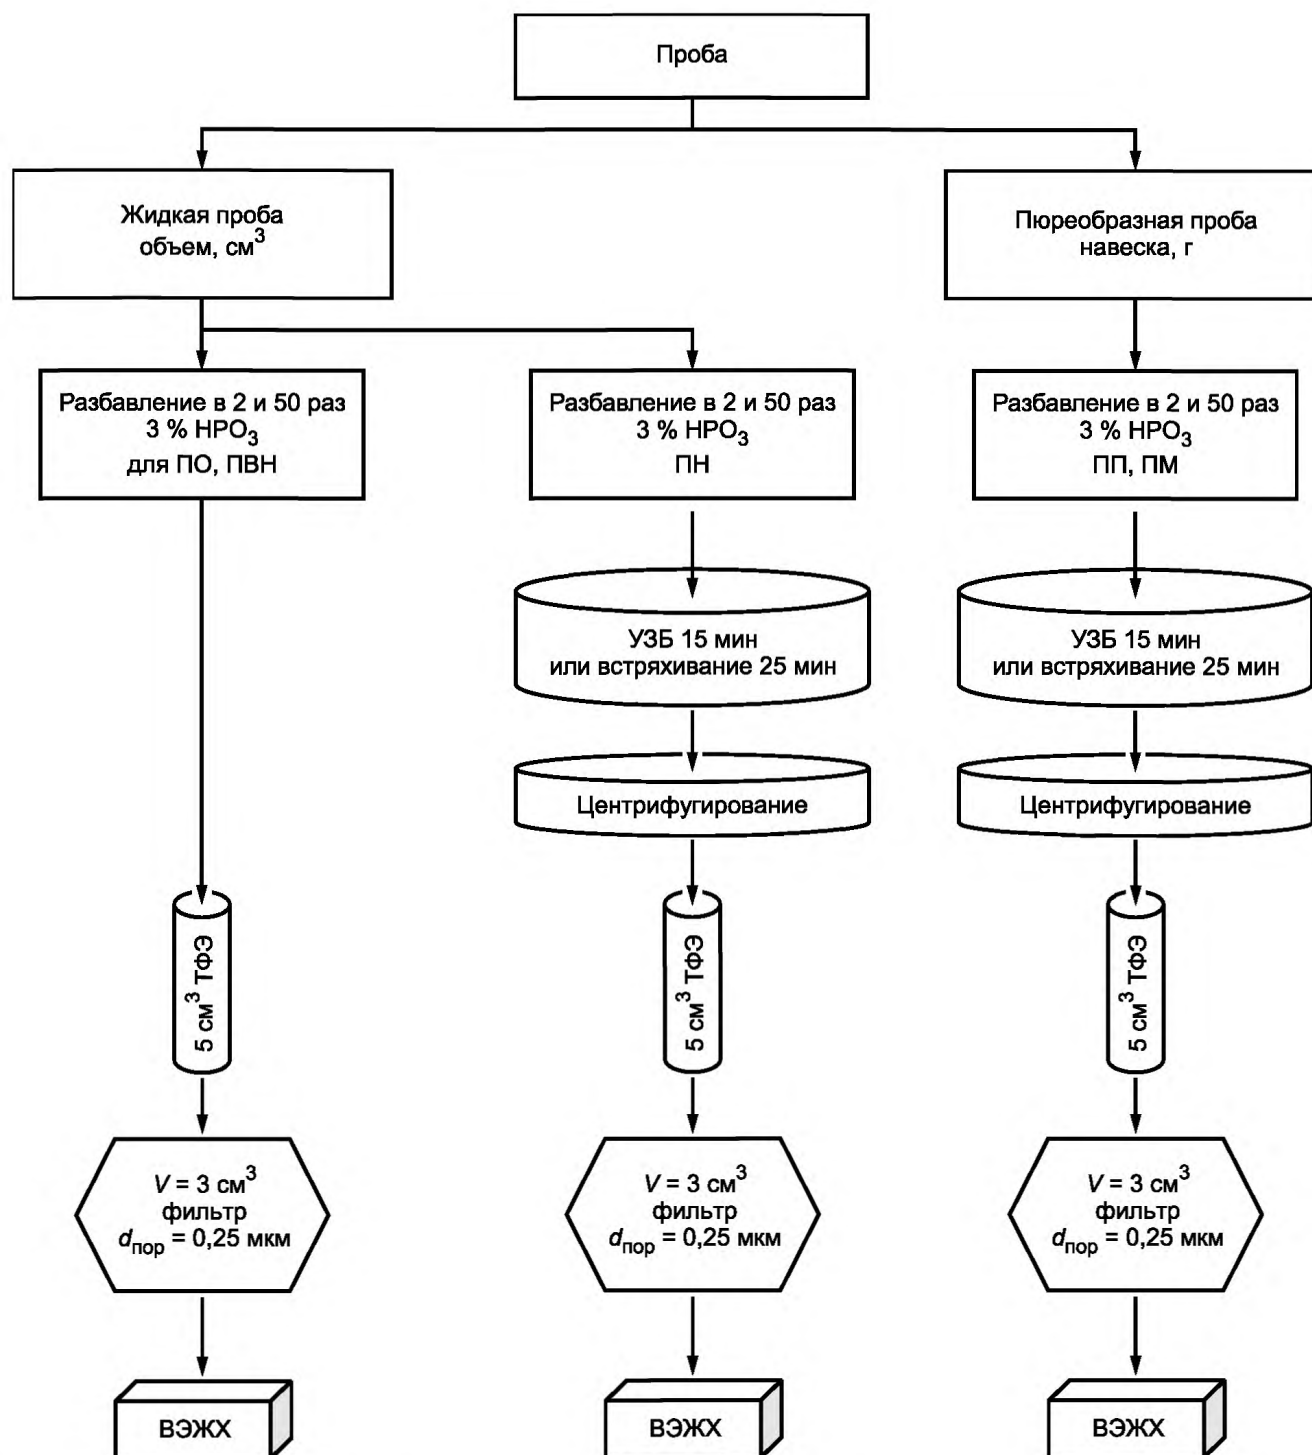 Проба
Жидкая проба
объем, см³
Пюреобразная проба
навеска, г
Разбавление в 2 и 50 раз
3 % HPO₃
для ПО, ПВН
Разбавление в 2 и 50 раз
3 % HPO₃
ПН
Разбавление в 2 и 50 раз
3 % HPO₃
ПП, ПМ
УЗБ 15 мин
или встряхивание 25 мин
УЗБ 15 мин
или встряхивание 25 мин
Центрифугирование
Центрифугирование
5 см³ ТФЭ
5 см³ ТФЭ
5 см³ ТФЭ
V = 3 см³
фильтр
dпор = 0,25 мкм
V = 3 см³
фильтр
dпор = 0,25 мкм
V = 3 см³
фильтр
dпор = 0,25 мкм
ВЭЖХ
ВЭЖХ
ВЭЖХ